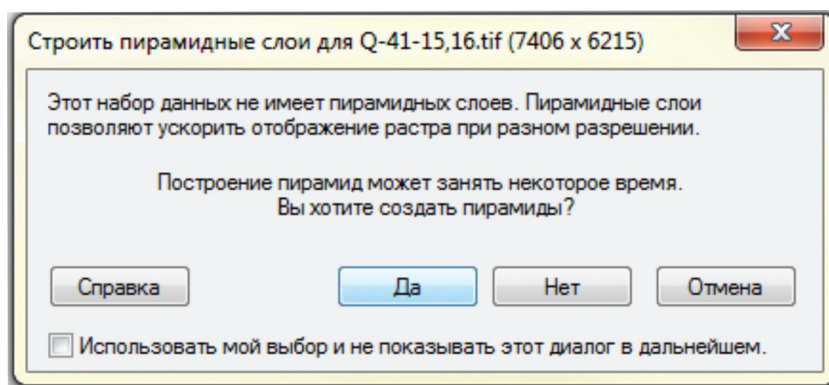 Строить пирамидные слои для Q-41-15,16.tif (7406 x 6215)
Этот набор данных не имеет пирамидных слоев. Пирамидные слои
позволяют ускорить отображение растра при разном разрешении.
Построение пирамид может занять некоторое время.
Вы хотите создать пирамиды?
Справка Да Нет Отмена
Использовать мой выбор и не показывать этот диалог в дальнейшем.